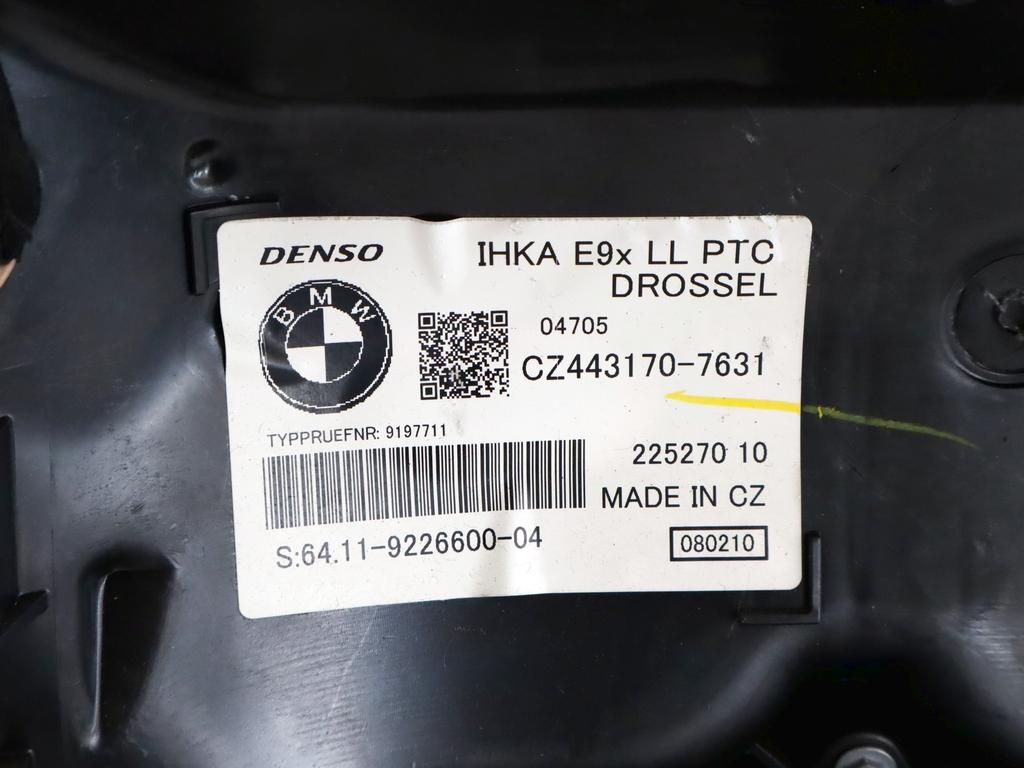 DENSO
IHKA E9x LL PTC
DROSSEL
BMW
04705
CZ443170-7631
TYPPRUEFNR: 9197711
225270 10
MADE IN CZ
S:64.11-9226600-04
080210